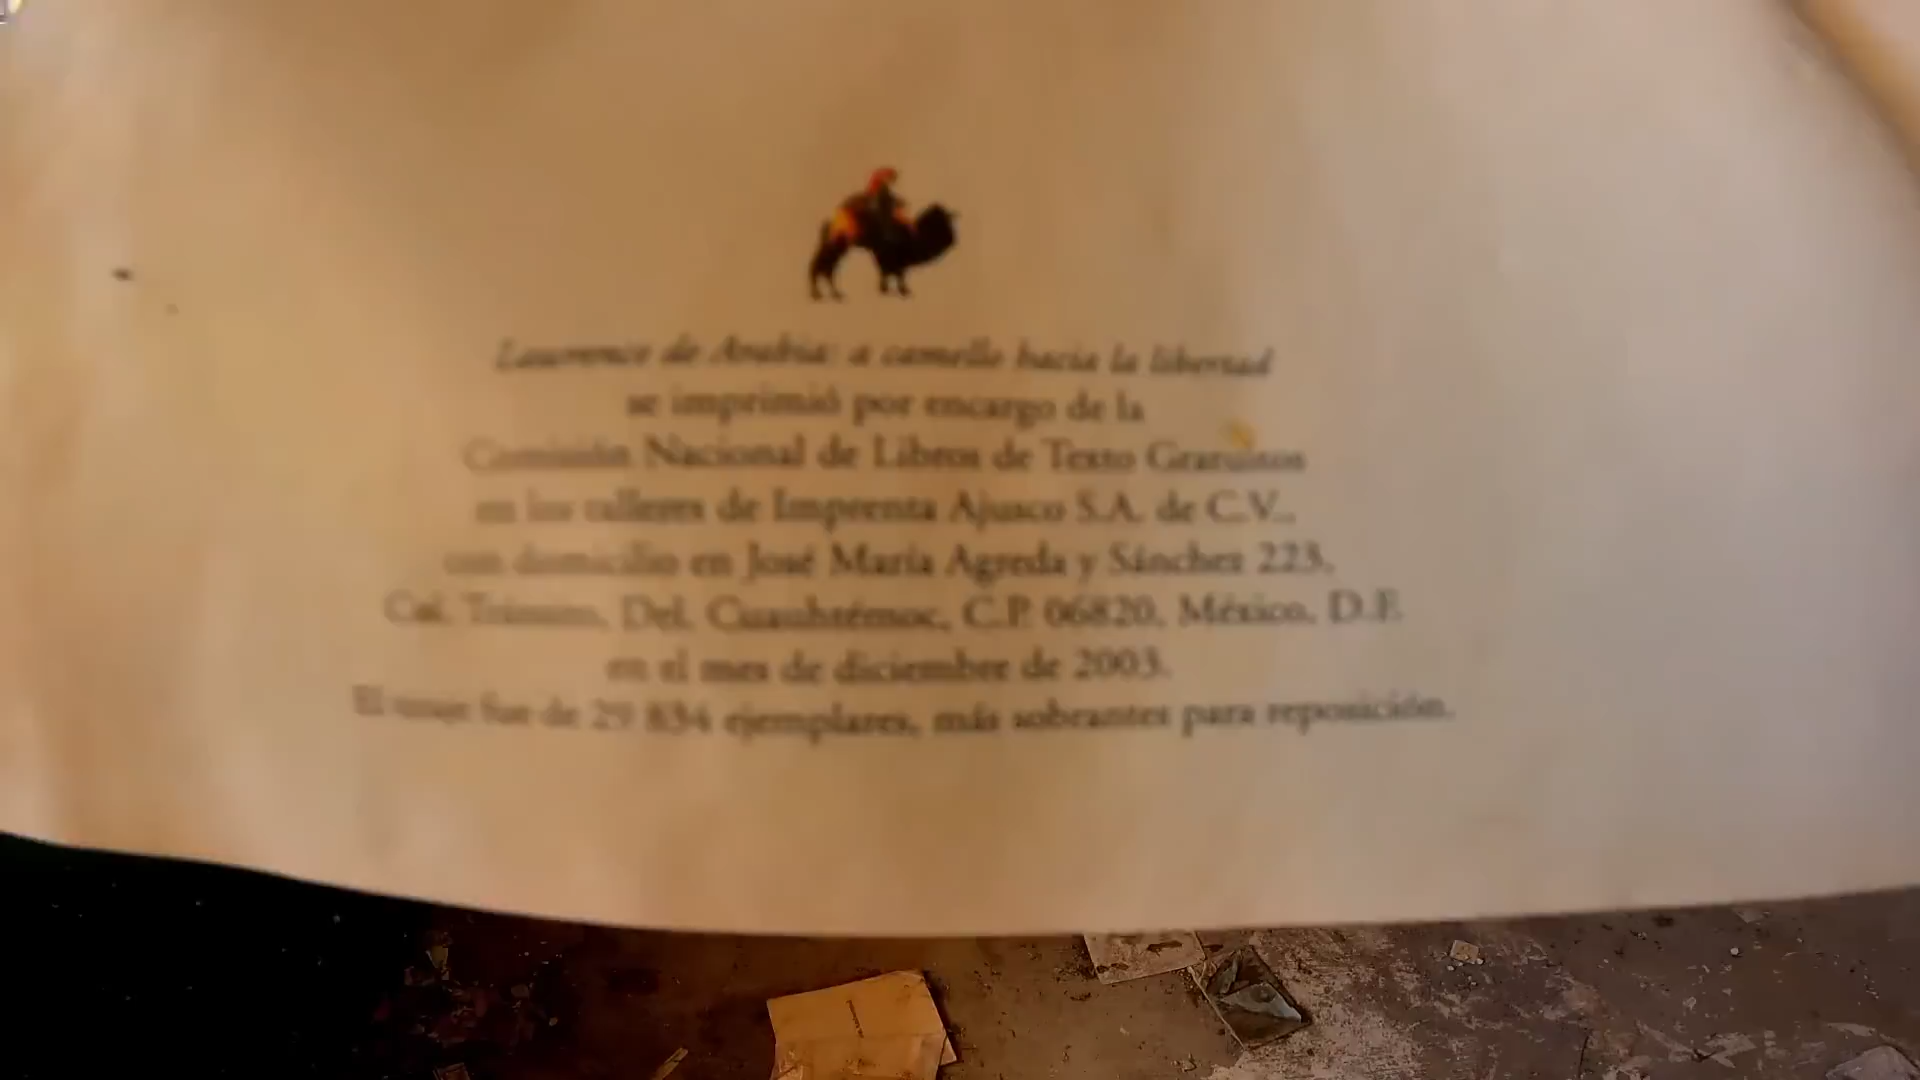 Lawrence de Arabia: a camello hacia la libertad
se imprimió por encargo de la
Comisión Nacional de Libros de Texto Gratuitos
en los talleres de Imprenta Ajusco S.A. de C.V.,
con domicilio en José María Agreda y Sánchez 223,
Col. Tránsito, Del. Cuauhtémoc, C.P. 06820, México, D.F.
en el mes de diciembre de 2003.
El tiraje fue de 29 834 ejemplares, más sobrantes para reposición.